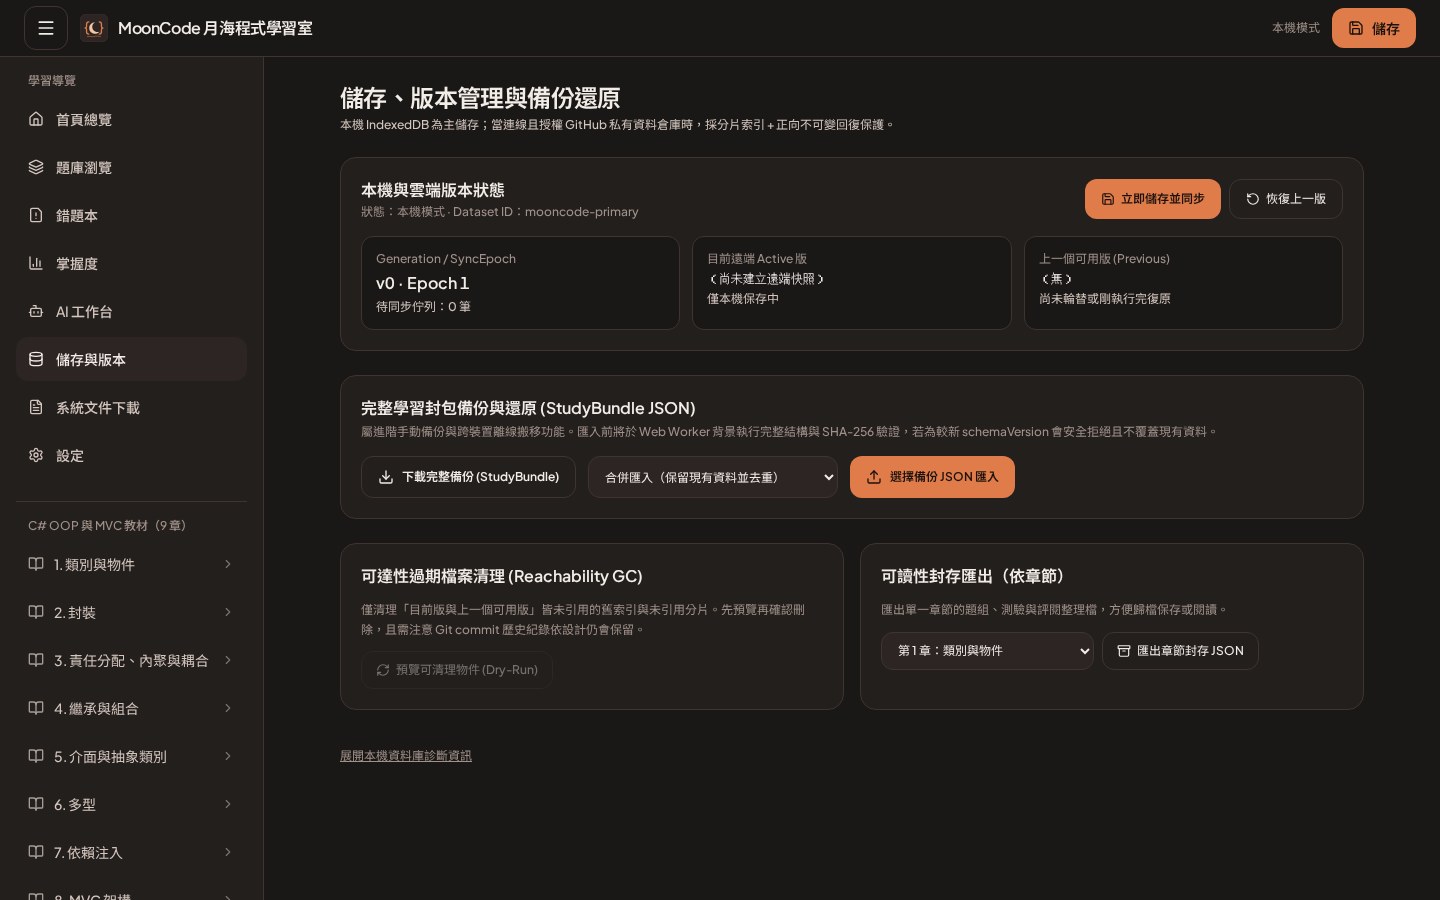 MoonCode 月海程式學習室
本機模式
儲存
學習導覽
首頁總覽
題庫瀏覽
錯題本
掌握度
AI 工作台
儲存與版本
系統文件下載
設定
C# OOP 與 MVC 教材（9 章）
1. 類別與物件
2. 封裝
3. 責任分配、內聚與耦合
4. 繼承與組合
5. 介面與抽象類別
6. 多型
7. 依賴注入
8. MVC 架構
儲存、版本管理與備份還原
本機 IndexedDB 為主儲存；當連線且授權 GitHub 私有資料倉庫時，採分片索引 + 正向不可變回復保護。
本機與雲端版本狀態
狀態：本機模式 · Dataset ID：mooncode-primary
立即儲存並同步
恢復上一版
Generation / SyncEpoch
v0 · Epoch 1
待同步佇列：0 筆
目前遠端 Active 版
（尚未建立遠端快照）
僅本機保存中
上一個可用版 (Previous)
（無）
尚未輪替或剛執行完復原
完整學習封包備份與還原 (StudyBundle JSON)
屬進階手動備份與跨裝置離線搬移功能。匯入前將於 Web Worker 背景執行完整結構與 SHA-256 驗證，若為較新 schemaVersion 會安全拒絕且不覆蓋現有資料。
下載完整備份 (StudyBundle)
合併匯入（保留現有資料並去重）
選擇備份 JSON 匯入
可達性過期檔案清理 (Reachability GC)
僅清理「目前版與上一個可用版」皆未引用的舊索引與未引用分片。先預覽再確認刪
除，且需注意 Git commit 歷史紀錄依設計仍會保留。
預覽可清理物件 (Dry-Run)
可讀性封存匯出（依章節）
匯出單一章節的題組、測驗與評閱整理檔，方便歸檔保存或閱讀。
第 1 章：類別與物件
匯出章節封存 JSON
展開本機資料庫診斷資訊